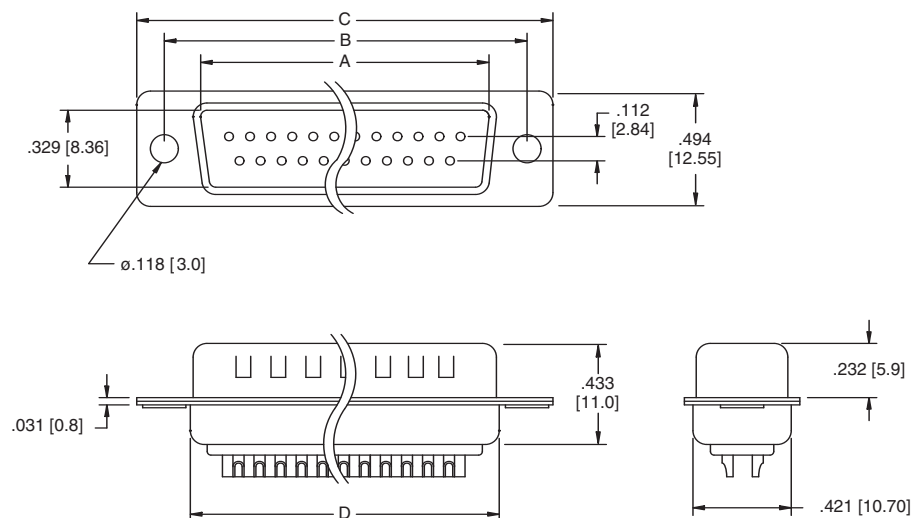 C
B
A
.112
[2.84]
.494
[12.55]
.329 [8.36]
ø.118 [3.0]
.433
[11.0]
.232 [5.9]
.031 [0.8]
D
.421 [10.70]